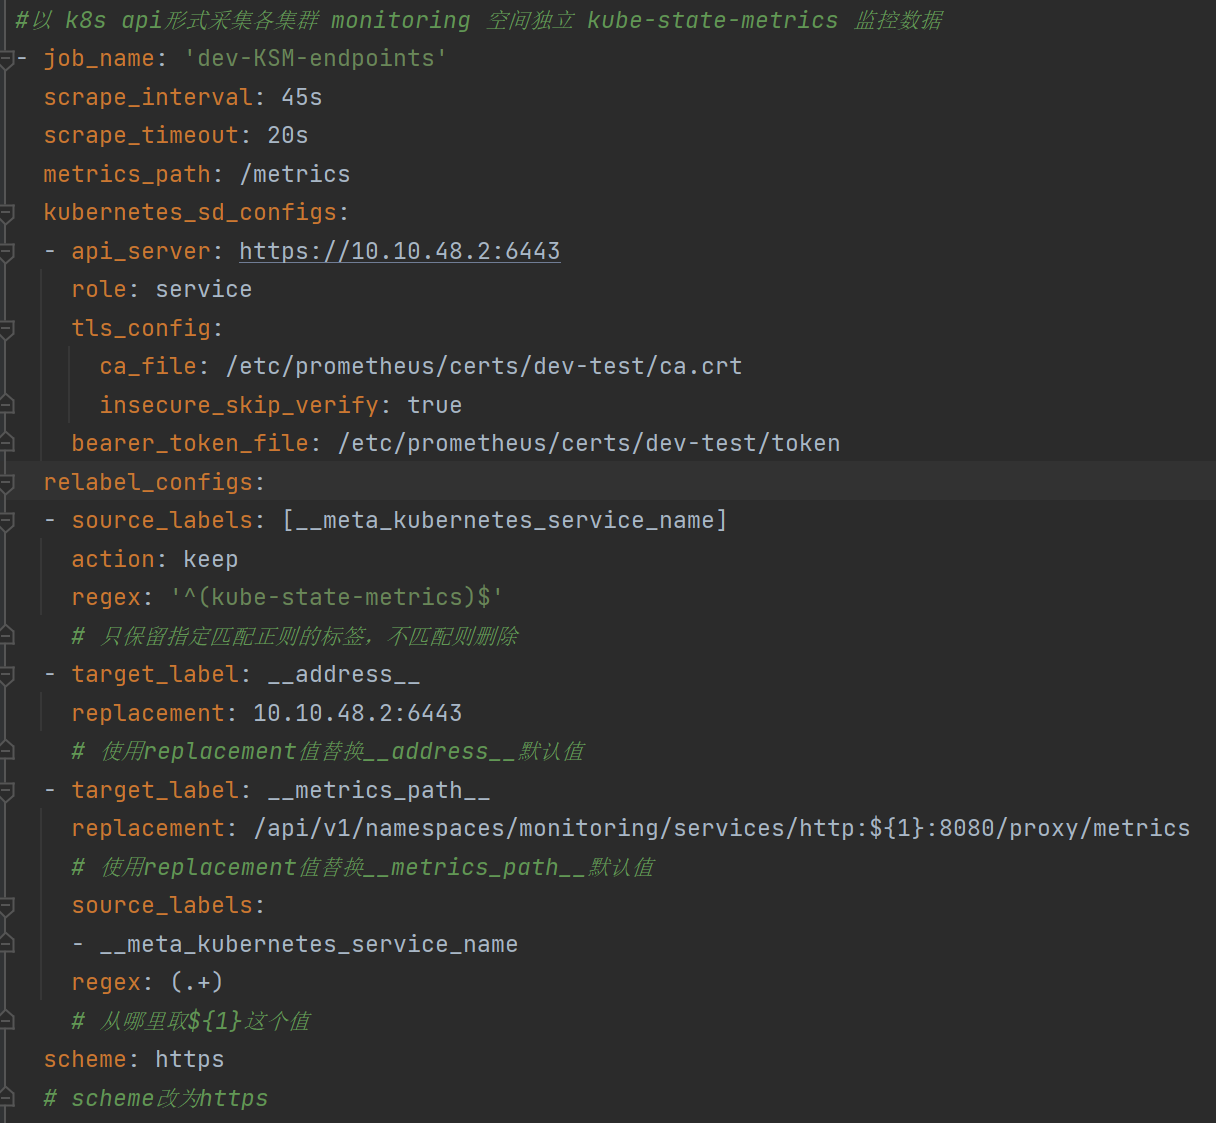 #以 k8s api形式采集各集群 monitoring 空间独立 kube-state-metrics 监控数据
- job_name: 'dev-KSM-endpoints'
scrape_interval: 45s
scrape_timeout: 20s
metrics_path: /metrics
kubernetes_sd_configs:
- api_server: https://10.10.48.2:6443
role: service
tls_config:
ca_file: /etc/prometheus/certs/dev-test/ca.crt
insecure_skip_verify: true
bearer_token_file: /etc/prometheus/certs/dev-test/token
relabel_configs:
- source_labels: [__meta_kubernetes_service_name]
action: keep
regex: '^(kube-state-metrics)$'
# 只保留指定匹配正则的标签，不匹配则删除
- target_label: __address__
replacement: 10.10.48.2:6443
# 使用replacement值替换__address__默认值
- target_label: __metrics_path__
replacement: /api/v1/namespaces/monitoring/services/http:${1}:8080/proxy/metrics
# 使用replacement值替换__metrics_path__默认值
source_labels:
- __meta_kubernetes_service_name
regex: (.+)
# 从哪里取${1}这个值
scheme: https
# scheme改为https